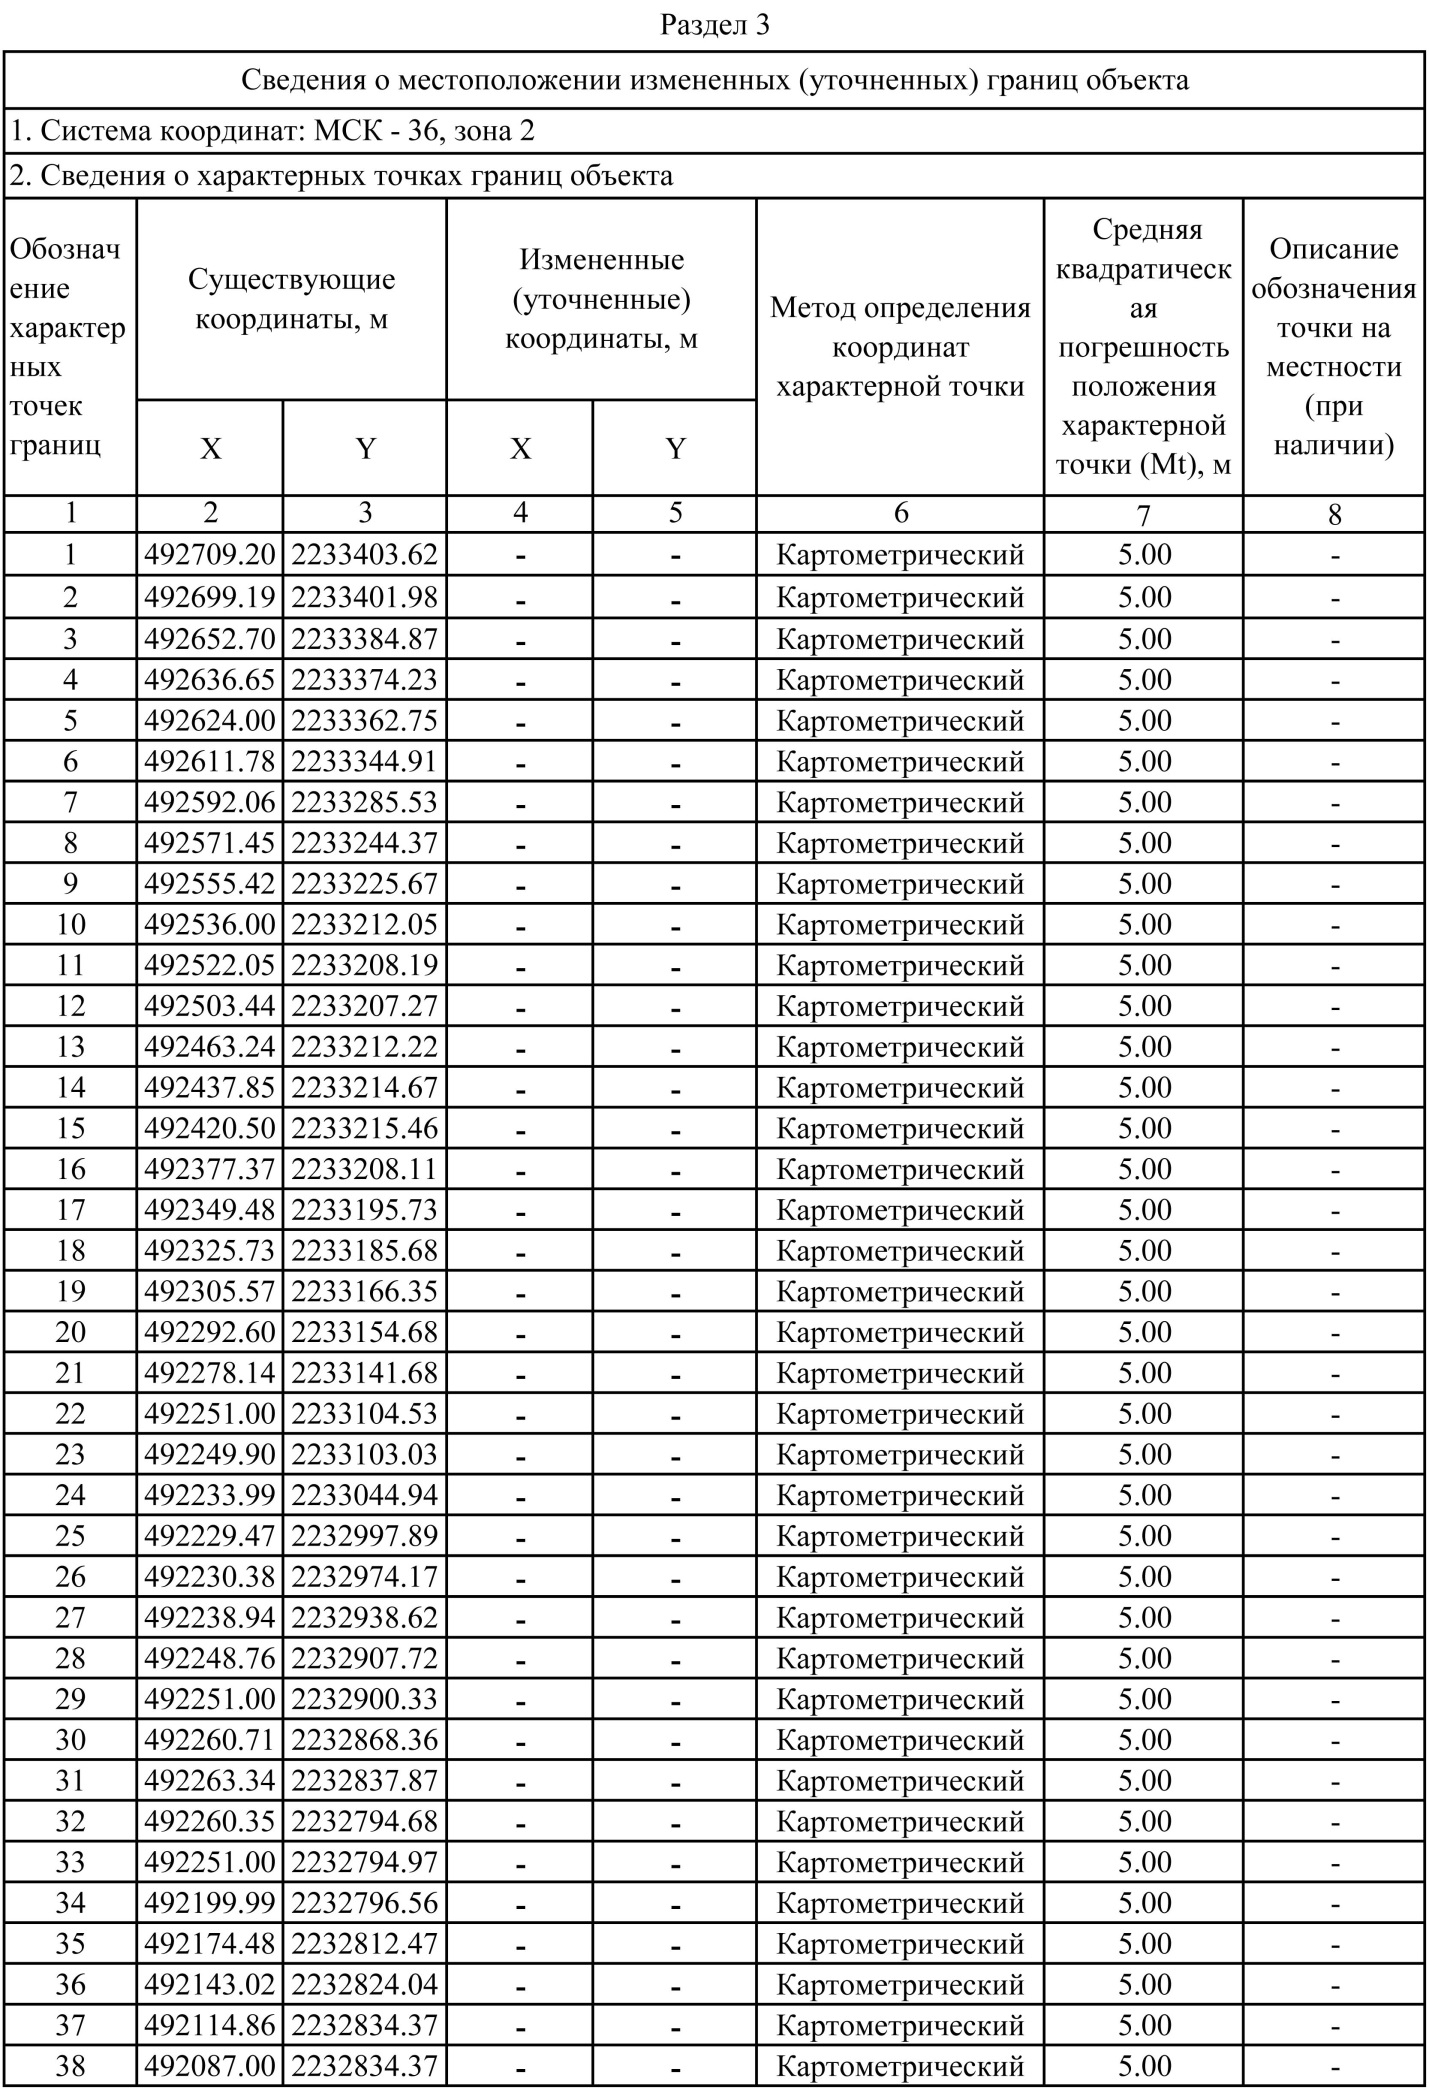 Раздел 3
Сведения о местоположении измененных (уточненных) границ объекта
1. Система координат: МСК - 36, зона 2
2. Сведения о характерных точках границ объекта
Обознач
ение
характер
ных
точек
границ
Существующие
координаты, м
Измененные
(уточненные)
координаты, м
Метод определения
координат
характерной точки
Средняя
квадратическ
ая
погрешность
положения
характерной
точки (Mt), м
Описание
обозначения
точки на
местности
(при
наличии)
X Y X Y
1 2 3 4 5 6 7 8
1 492709.20 2233403.62 - - Картометрический 5.00 -
2 492699.19 2233401.98 - - Картометрический 5.00 -
3 492652.70 2233384.87 - - Картометрический 5.00 -
4 492636.65 2233374.23 - - Картометрический 5.00 -
5 492624.00 2233362.75 - - Картометрический 5.00 -
6 492611.78 2233344.91 - - Картометрический 5.00 -
7 492592.06 2233285.53 - - Картометрический 5.00 -
8 492571.45 2233244.37 - - Картометрический 5.00 -
9 492555.42 2233225.67 - - Картометрический 5.00 -
10 492536.00 2233212.05 - - Картометрический 5.00 -
11 492522.05 2233208.19 - - Картометрический 5.00 -
12 492503.44 2233207.27 - - Картометрический 5.00 -
13 492463.24 2233212.22 - - Картометрический 5.00 -
14 492437.85 2233214.67 - - Картометрический 5.00 -
15 492420.50 2233215.46 - - Картометрический 5.00 -
16 492377.37 2233208.11 - - Картометрический 5.00 -
17 492349.48 2233195.73 - - Картометрический 5.00 -
18 492325.73 2233185.68 - - Картометрический 5.00 -
19 492305.57 2233166.35 - - Картометрический 5.00 -
20 492292.60 2233154.68 - - Картометрический 5.00 -
21 492278.14 2233141.68 - - Картометрический 5.00 -
22 492251.00 2233104.53 - - Картометрический 5.00 -
23 492249.90 2233103.03 - - Картометрический 5.00 -
24 492233.99 2233044.94 - - Картометрический 5.00 -
25 492229.47 2232997.89 - - Картометрический 5.00 -
26 492230.38 2232974.17 - - Картометрический 5.00 -
27 492238.94 2232938.62 - - Картометрический 5.00 -
28 492248.76 2232907.72 - - Картометрический 5.00 -
29 492251.00 2232900.33 - - Картометрический 5.00 -
30 492260.71 2232868.36 - - Картометрический 5.00 -
31 492263.34 2232837.87 - - Картометрический 5.00 -
32 492260.35 2232794.68 - - Картометрический 5.00 -
33 492251.00 2232794.97 - - Картометрический 5.00 -
34 492199.99 2232796.56 - - Картометрический 5.00 -
35 492174.48 2232812.47 - - Картометрический 5.00 -
36 492143.02 2232824.04 - - Картометрический 5.00 -
37 492114.86 2232834.37 - - Картометрический 5.00 -
38 492087.00 2232834.37 - - Картометрический 5.00 -